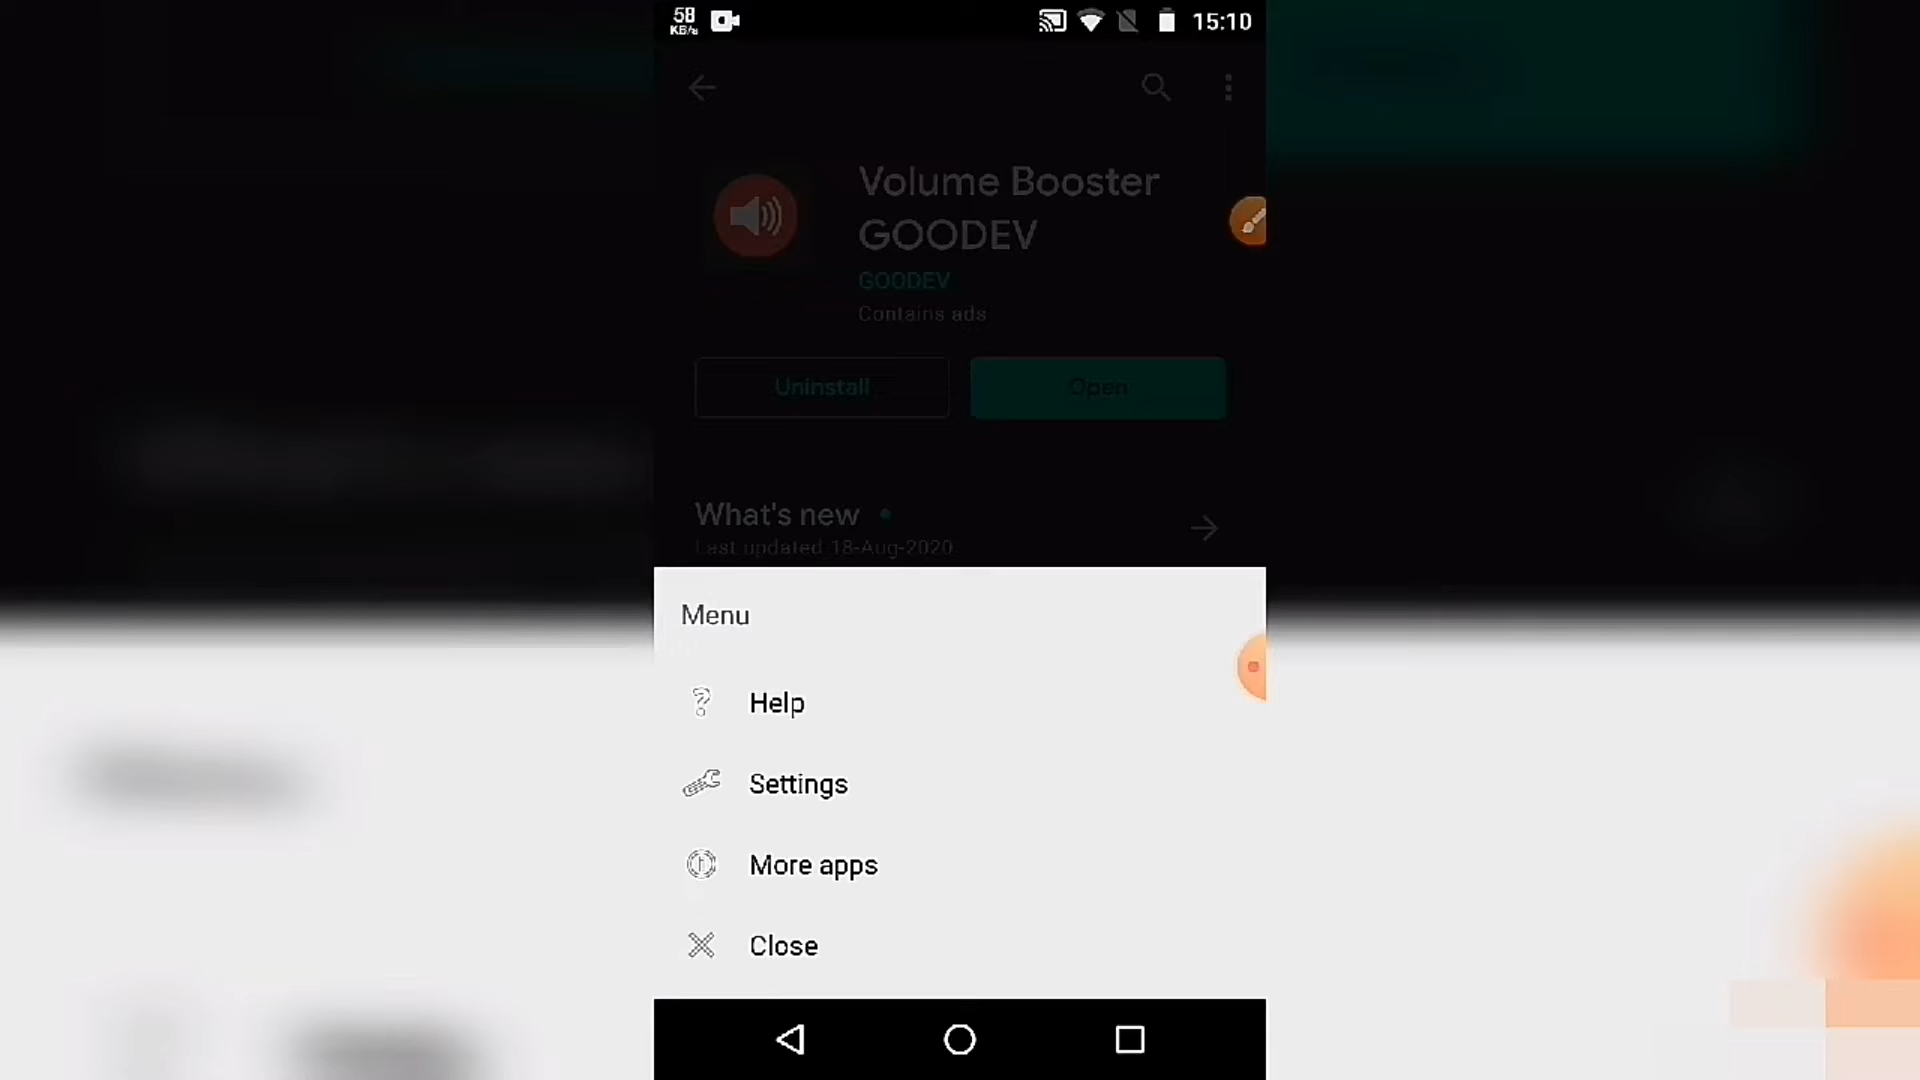 58
KB/s
15:10
Volume Booster
GOODEV
GOODEV
Contains ads
Uninstall
Open
What's new
Last updated 18-Aug-2020
Menu
Help
Settings
More apps
Close